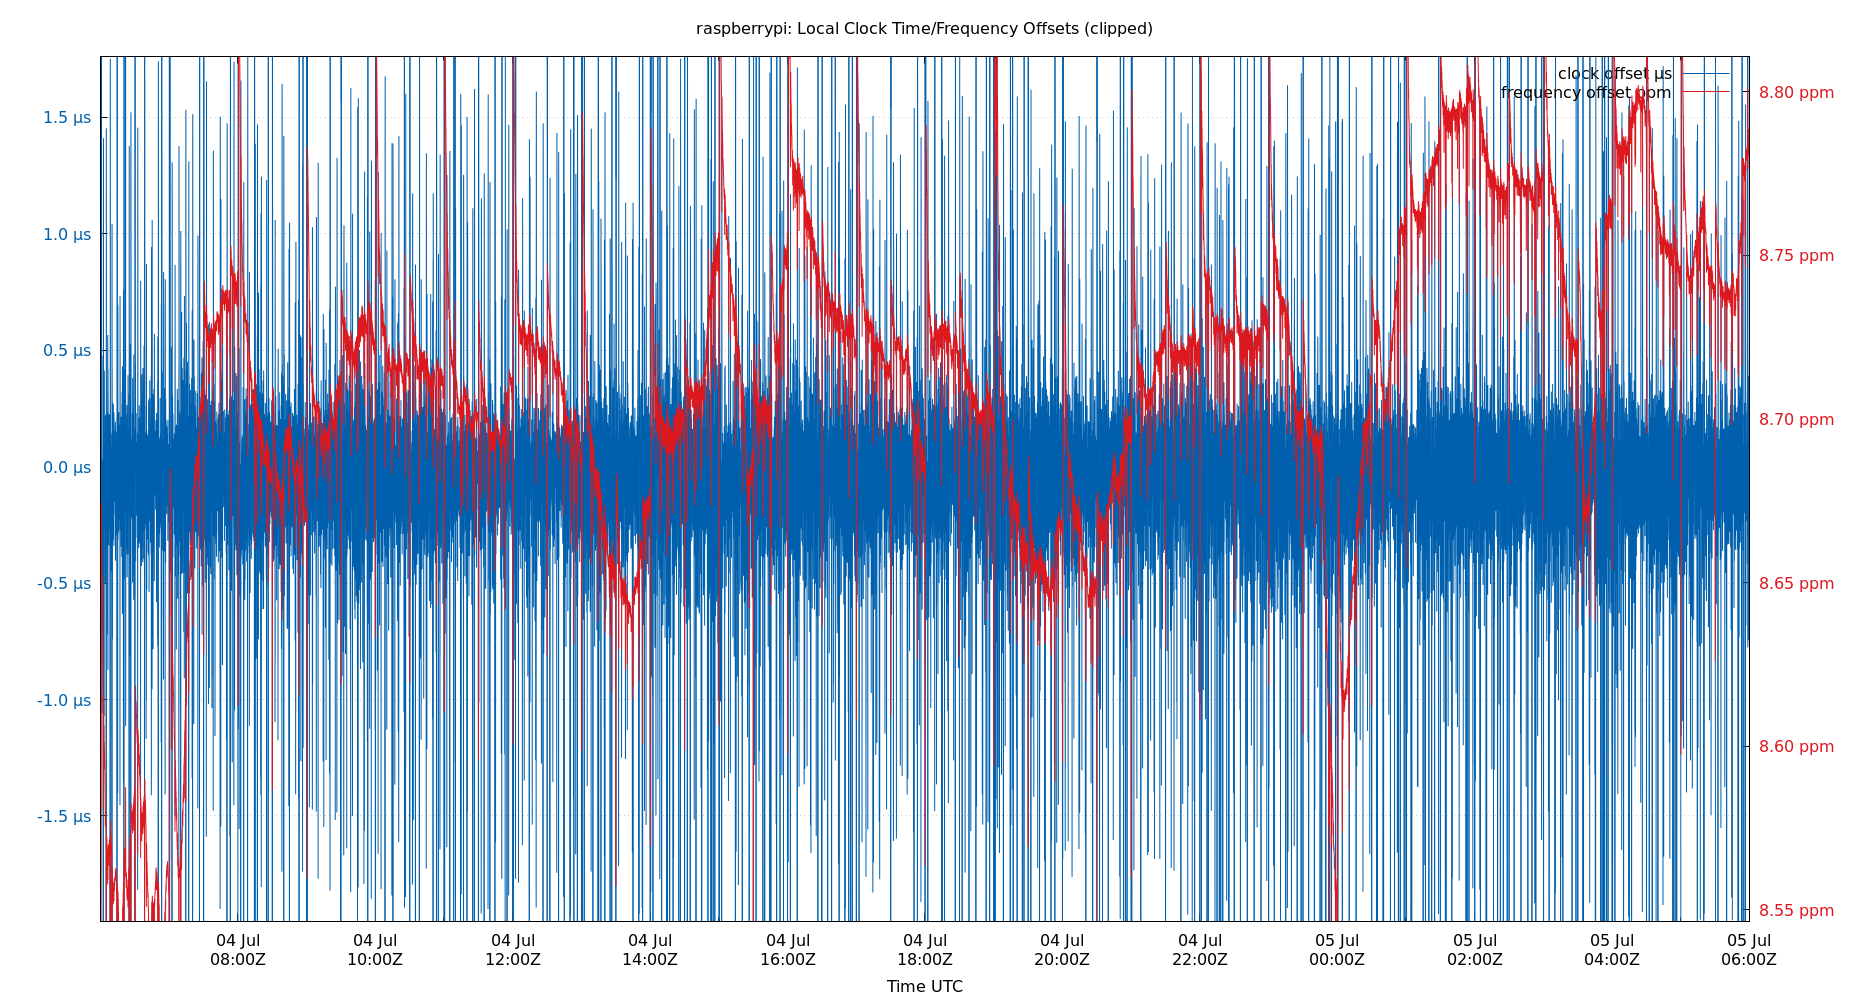 raspberrypi: Local Clock Time/Frequency Offsets (clipped)
clock offset µs
frequency offset ppm
1.5 µs
1.0 µs
0.5 µs
0.0 µs
-0.5 µs
-1.0 µs
-1.5 µs
8.80 ppm
8.75 ppm
8.70 ppm
8.65 ppm
8.60 ppm
8.55 ppm
04 Jul 04 Jul 04 Jul 04 Jul 04 Jul 04 Jul 04 Jul 04 Jul 05 Jul 05 Jul 05 Jul 05 Jul
08:00Z 10:00Z 12:00Z 14:00Z 16:00Z 18:00Z 20:00Z 22:00Z 00:00Z 02:00Z 04:00Z 06:00Z
Time UTC